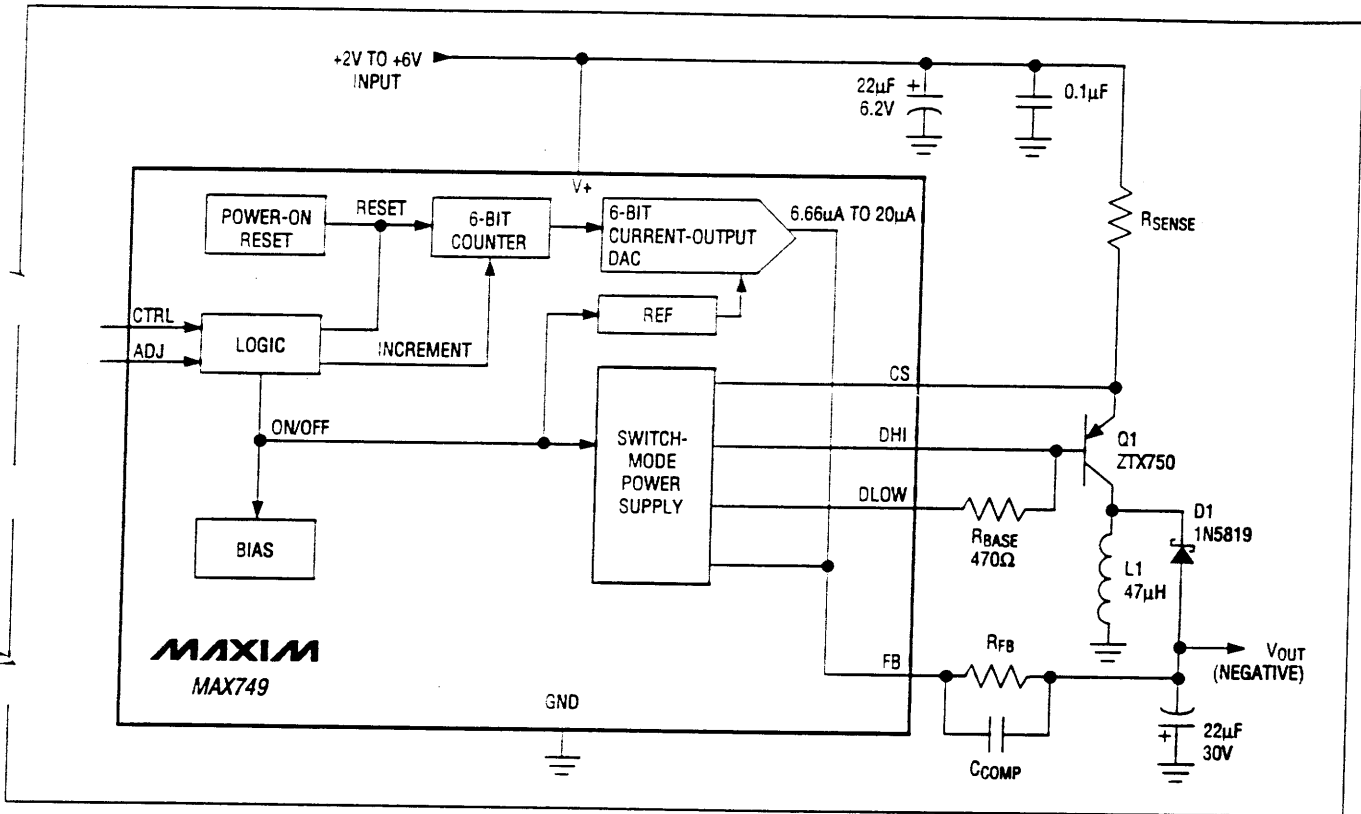 +2V TO +6V
INPUT
22µF
6.2V
+
0.1µF
RSENSE
V+
POWER-ON
RESET
RESET
6-BIT
COUNTER
6-BIT
CURRENT-OUTPUT
DAC
6.66µA TO 20µA
CTRL
ADJ
LOGIC
INCREMENT
REF
ON/OFF
BIAS
SWITCH-
MODE
POWER
SUPPLY
CS
DHI
DLOW
RBASE
470Ω
Q1
ZTX750
D1
1N5819
L1
47µH
MAXIM
MAX749
GND
FB
RFB
CCOMP
VOUT
(NEGATIVE)
+
22µF
30V